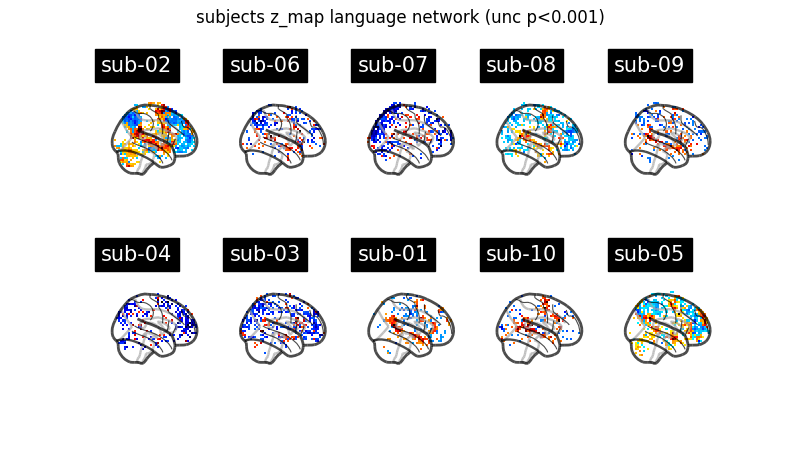 subjects z_map language network (unc p<0.001)
sub-02
sub-06
sub-07
sub-08
sub-09
sub-04
sub-03
sub-01
sub-10
sub-05